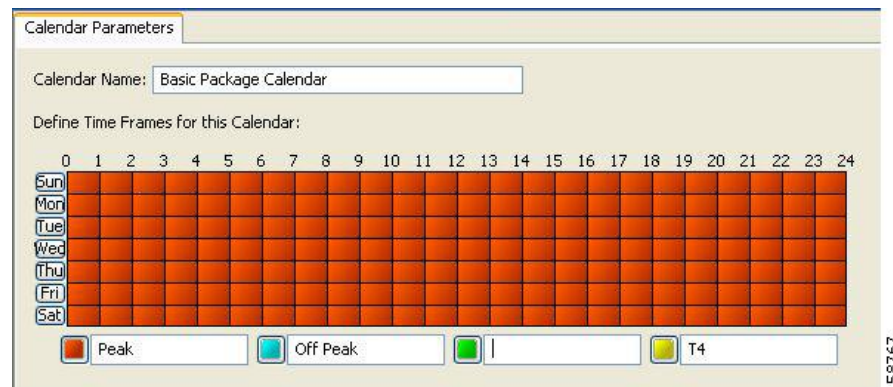 Calendar Parameters
Calendar Name: Basic Package Calendar
Define Time Frames for this Calendar:
0 1 2 3 4 5 6 7 8 9 10 11 12 13 14 15 16 17 18 19 20 21 22 23 24
Sun
Mon
Tue
Wed
Thu
Fri
Sat
Peak Off Peak T4